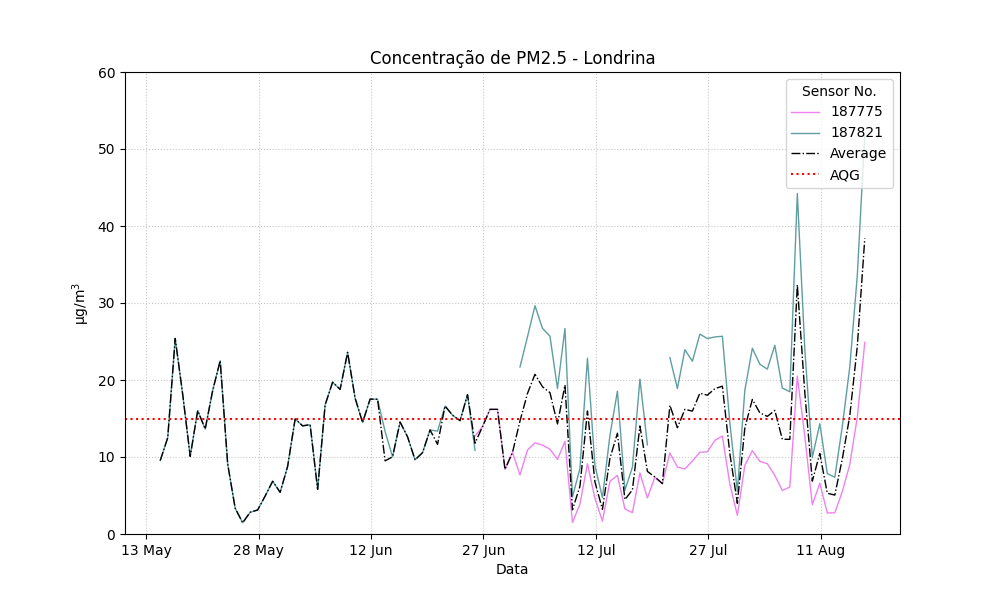 Concentração de PM2.5 - Londrina
60
50
40
30
20
10
0
µg/m³
Sensor No.
187775
187821
Average
AQG
13 May
28 May
12 Jun
27 Jun
12 Jul
27 Jul
11 Aug
Data